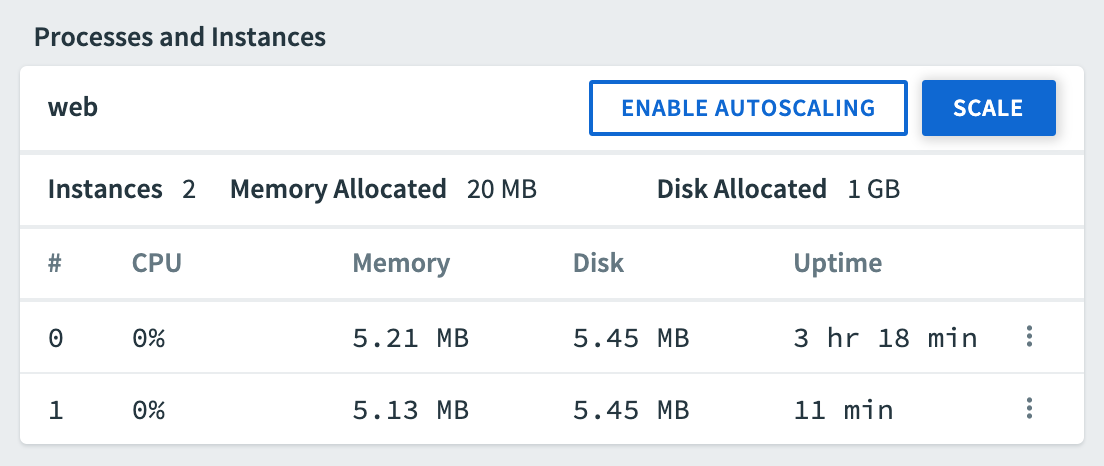 Processes and Instances
web ENABLE AUTOSCALING SCALE
Instances 2 Memory Allocated 20 MB Disk Allocated 1 GB
# CPU Memory Disk Uptime
0 0% 5.21 MB 5.45 MB 3 hr 18 min
1 0% 5.13 MB 5.45 MB 11 min